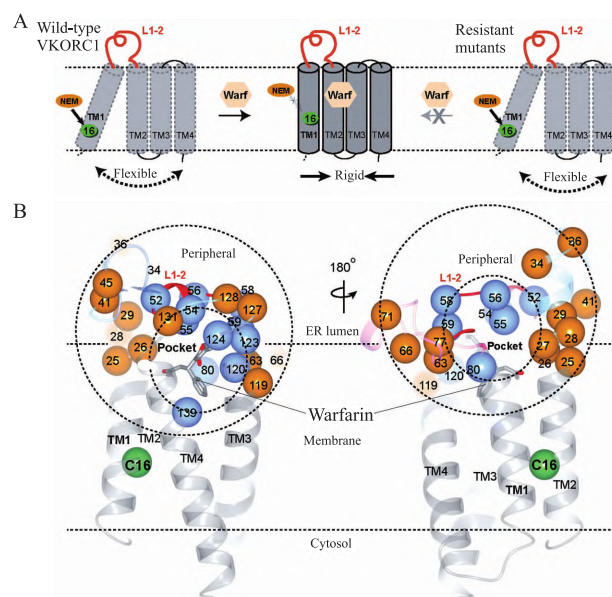 A
Wild-type
VKORC1
L1-2
L1-2
Resistant
mutants
L1-2
NEM
TM1
16
TM2
TM3
TM4
Flexible
Warf
NEM
16
TM1
Warf
TM2
TM3
TM4
Rigid
Warf
NEM
TM1
16
TM2
TM3
TM4
Flexible
B
36
Peripheral
34
L1-2
45
41
52
56
54
58
128
127
29
131
55
59
28
26
Pocket
124
123
25
80
120
63
66
119
139
180°
ER lumen
Warfarin
Membrane
TM1
TM2
TM3
TM4
C16
Cytosol
Peripheral
36
34
L1-2
58
56
52
41
71
54
55
29
59
66
77
63
Pocket
27
28
26
25
119
120
80
TM4
TM3
TM1
C16
TM2